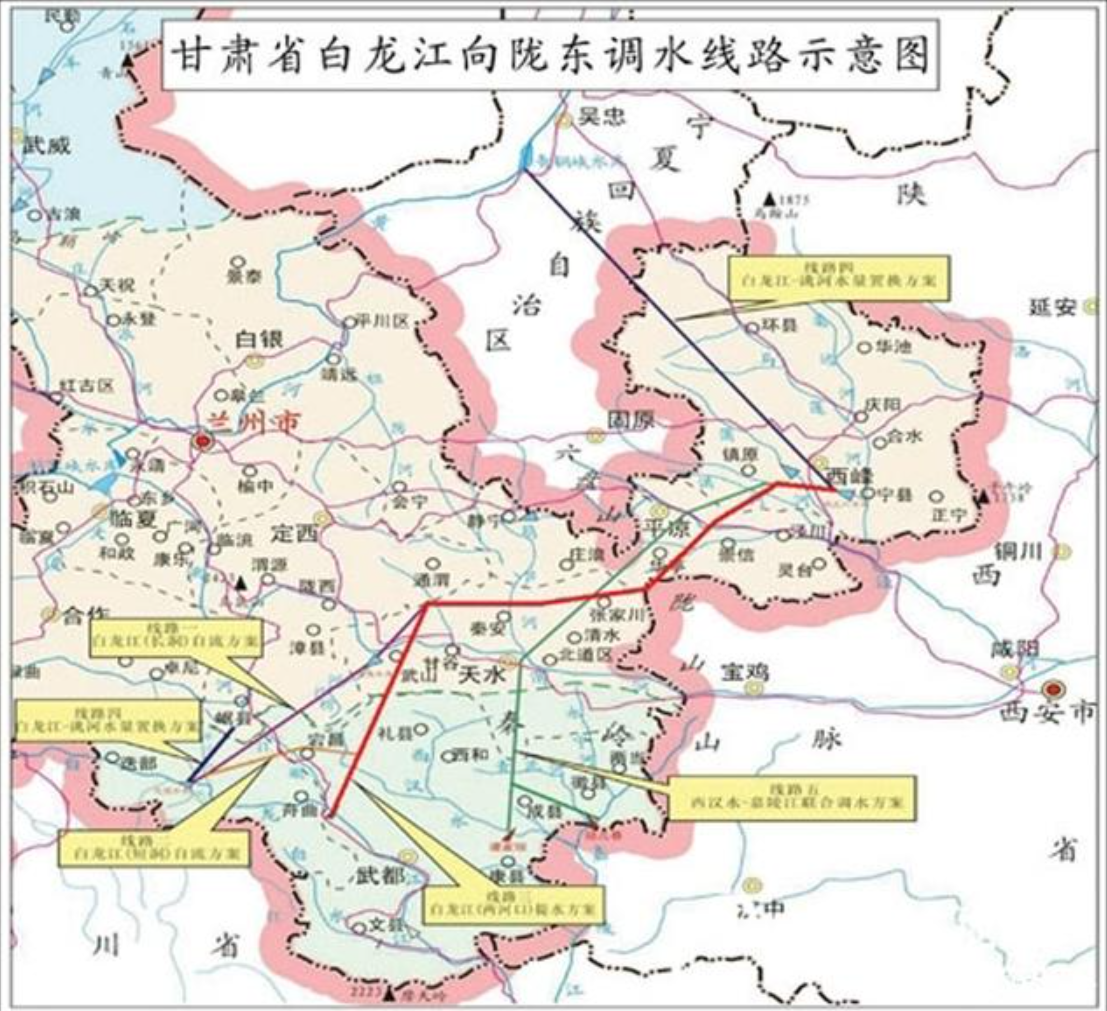 甘肃省白龙江向陇东调水线路示意图
民勤
武威
古浪
天祝
永登
景泰
白银
平川区
靖远
皋兰
红古区
兰州市
永靖
积石山
东乡
临夏
临夏
和政
广河
康乐
临洮
榆中
定西
会宁
静宁
渭源
陇西
通渭
庄浪
合作
漳县
武山
甘谷
秦安
天水
张家川
清水
北道区
卓尼
岷县
迭部
宕昌
舟曲
礼县
西和
成县
徽县
两当
康县
武都
文县
吴忠
宁
夏
回
族
自
治
区
黄
河
固原
六
盘
山
环县
华池
庆阳
合水
镇原
西峰
宁县
正宁
平凉
崇信
泾川
灵台
陇
山
秦
岭
山
脉
陕
西
省
1875
延安
铜川
咸阳
西安市
宝鸡
中
川
省
2223
线路一
白龙江(长洞)自流方案
线路四
白龙江-洮河水量置换方案
线路二
白龙江(短洞)自流方案
线路三
白龙江(两河口)提水方案
线路四
白龙江-洮河水量置换方案
线路五
西汉水-嘉陵江联合调水方案